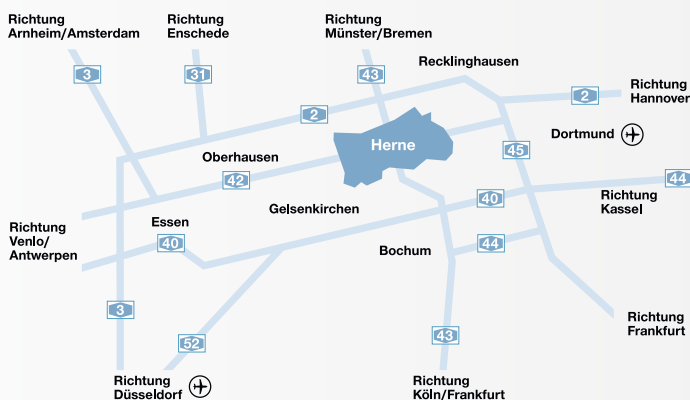 Richtung
Arnheim/Amsterdam
Richtung
Enschede
Richtung
Münster/Bremen
3
31
43
Recklinghausen
Richtung
Hannover
2
2
Dortmund
Herne
45
Oberhausen
42
44
40
Richtung
Kassel
Gelsenkirchen
Essen
Richtung
Venlo/
Antwerpen
40
Bochum
44
3
Richtung
Frankfurt
52
43
Richtung
Düsseldorf
Richtung
Köln/Frankfurt